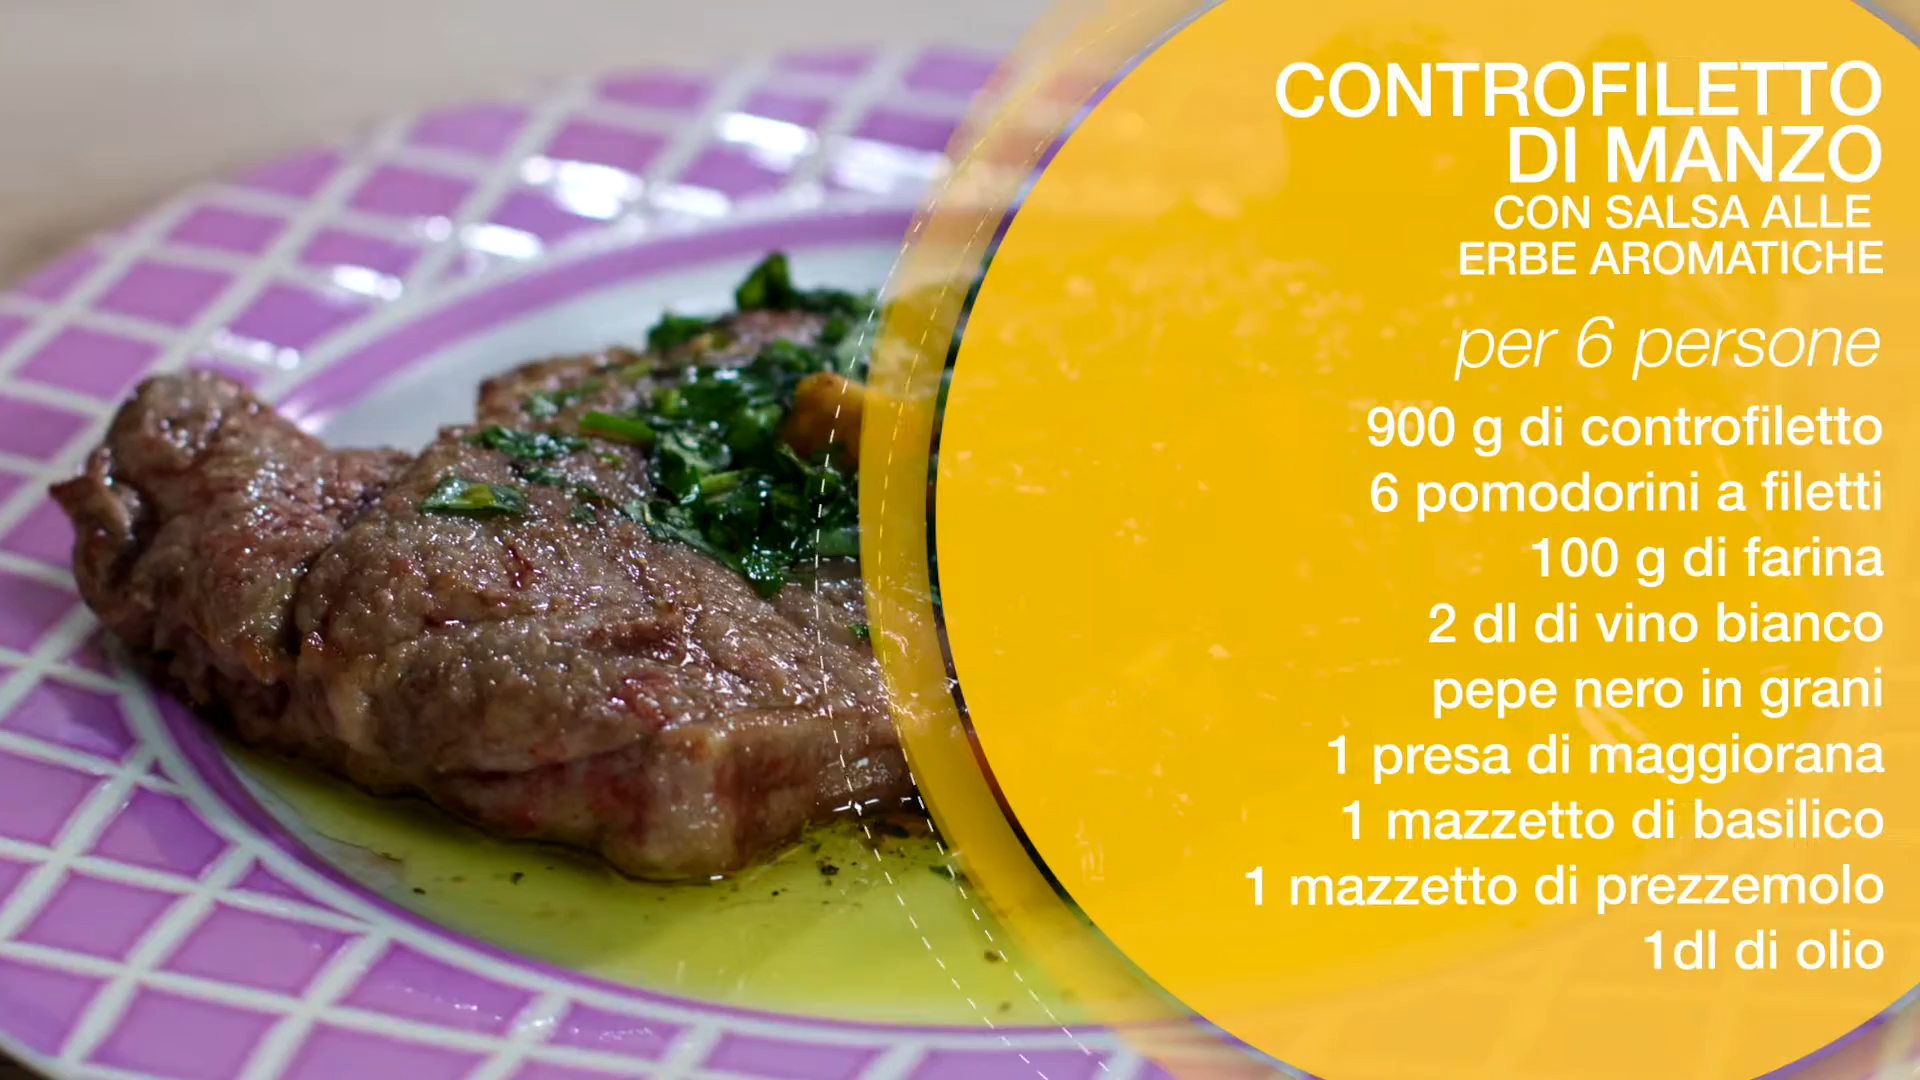 CONTROFILETTO
DI MANZO
CON SALSA ALLE
ERBE AROMATICHE
per 6 persone
900 g di controfiletto
6 pomodorini a filetti
100 g di farina
2 dl di vino bianco
pepe nero in grani
1 presa di maggiorana
1 mazzetto di basilico
1 mazzetto di prezzemolo
1dl di olio